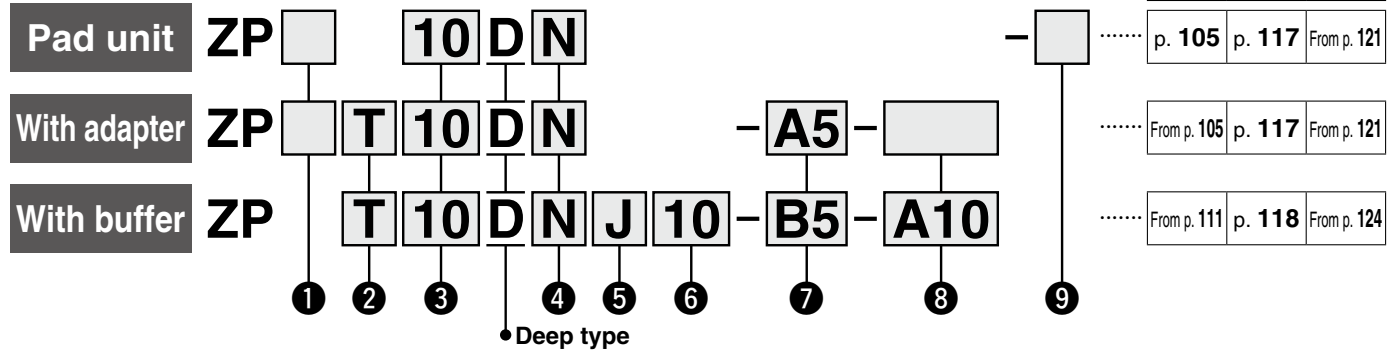 Pad unit ZP 10 D N - ······· p. 105 p. 117 From p. 121
With adapter ZP T 10 D N - A5 - ······· From p. 105 p. 117 From p. 121
With buffer ZP T 10 D N J 10 - B5 - A10 ······· From p. 111 p. 118 From p. 124
❶ ❷ ❸ ❹ ❺ ❻ ❼ ❽ ❾
Deep type